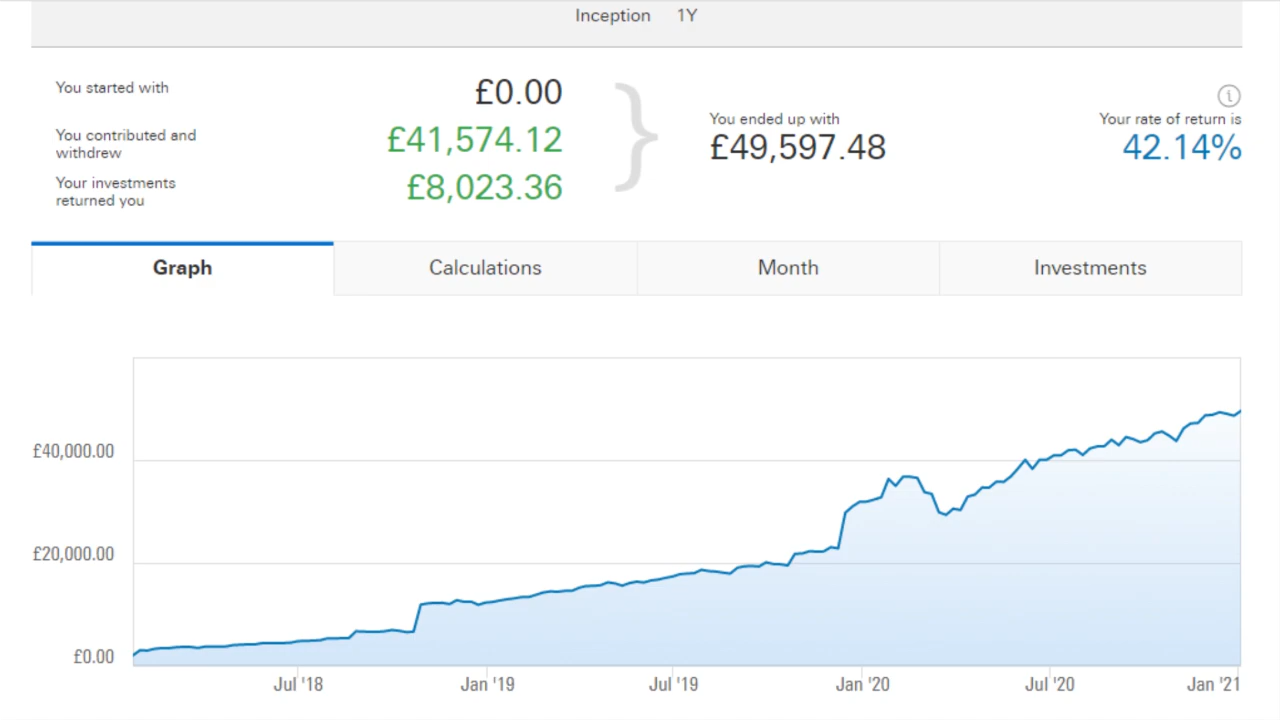 Inception 1Y
You started with £0.00
You contributed and
withdrew £41,574.12
Your investments
returned you £8,023.36
}
You ended up with
£49,597.48
i
Your rate of return is
42.14%
Graph Calculations Month Investments
£40,000.00
£20,000.00
£0.00
Jul '18 Jan '19 Jul '19 Jan '20 Jul '20 Jan '21